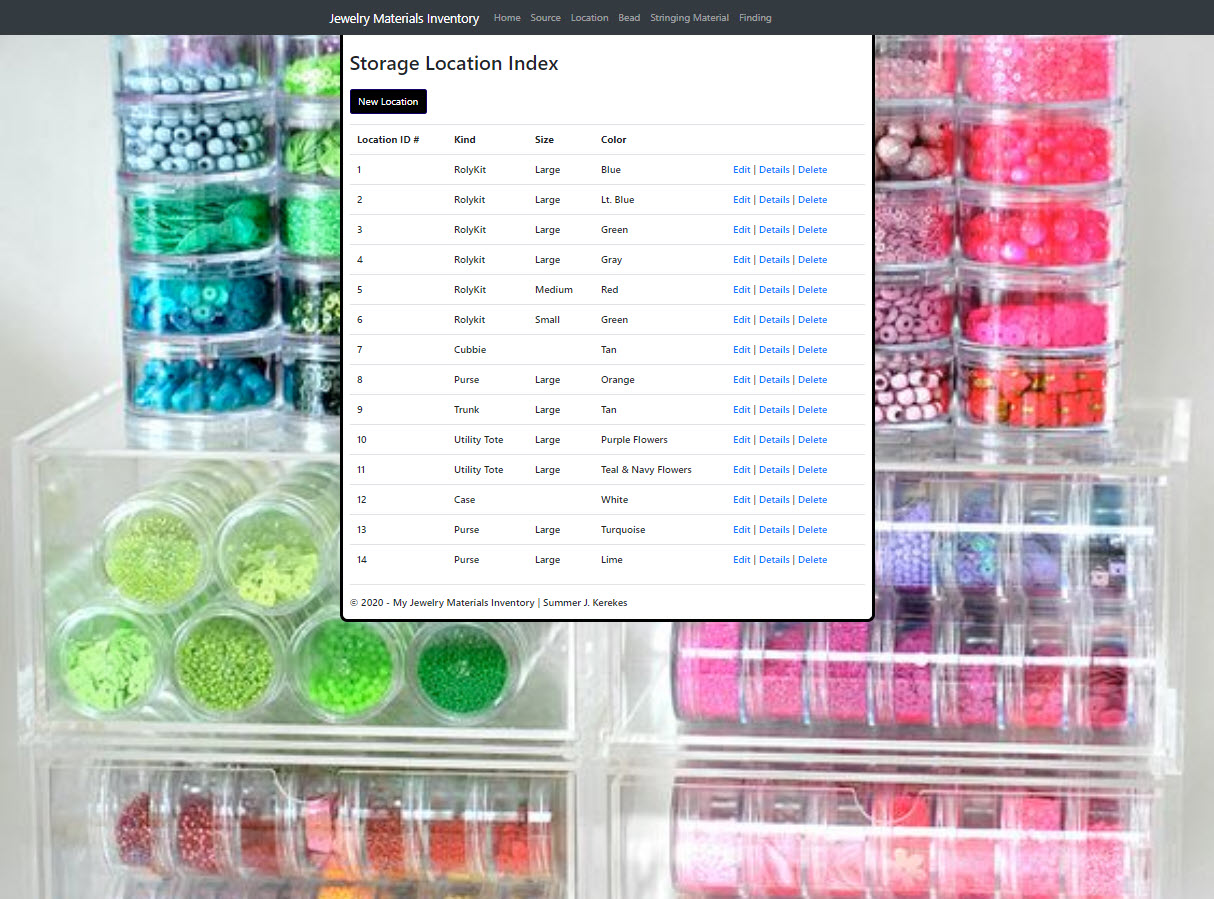 Jewelry Materials Inventory Home Source Location Bead Stringing Material Finding
Storage Location Index
New Location
Location ID # Kind Size Color
1 RolyKit Large Blue Edit | Details | Delete
2 Rolykit Large Lt. Blue Edit | Details | Delete
3 RolyKit Large Green Edit | Details | Delete
4 Rolykit Large Gray Edit | Details | Delete
5 RolyKit Medium Red Edit | Details | Delete
6 Rolykit Small Green Edit | Details | Delete
7 Cubbie Tan Edit | Details | Delete
8 Purse Large Orange Edit | Details | Delete
9 Trunk Large Tan Edit | Details | Delete
10 Utility Tote Large Purple Flowers Edit | Details | Delete
11 Utility Tote Large Teal & Navy Flowers Edit | Details | Delete
12 Case White Edit | Details | Delete
13 Purse Large Turquoise Edit | Details | Delete
14 Purse Large Lime Edit | Details | Delete
© 2020 - My Jewelry Materials Inventory | Summer J. Kerekes